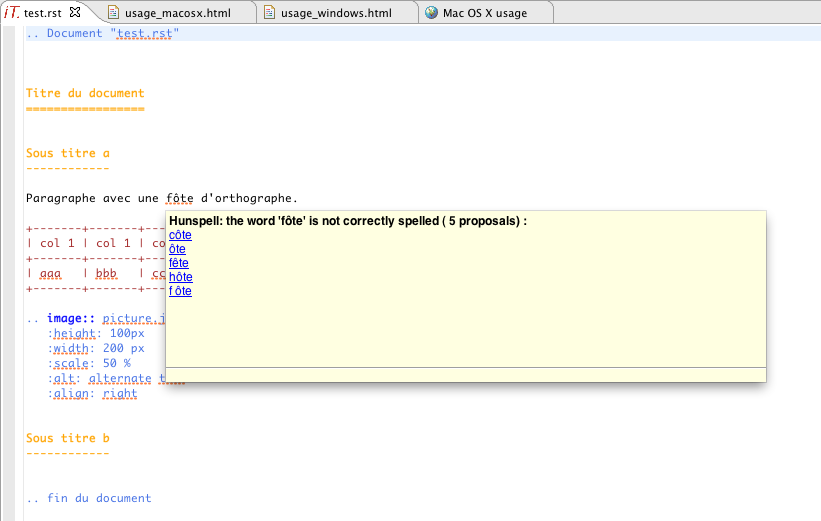 iT. test.rst usage_macosx.html usage_windows.html Mac OS X usage
.. Document "test.rst"
Titre du document
=================
Sous titre a
------------
Paragraphe avec une fôte d'orthographe.
+-------+-------+---
| col 1 | col 1 | co
+-------+-------+---
| aaa | bbb | cc
+-------+-------+---
Hunspell: the word 'fôte' is not correctly spelled ( 5 proposals) :
côte
ôte
fête
hôte
f ôte
.. image:: picture.j
:height: 100px
:width: 200 px
:scale: 50 %
:alt: alternate
:align: right
Sous titre b
------------
.. fin du document